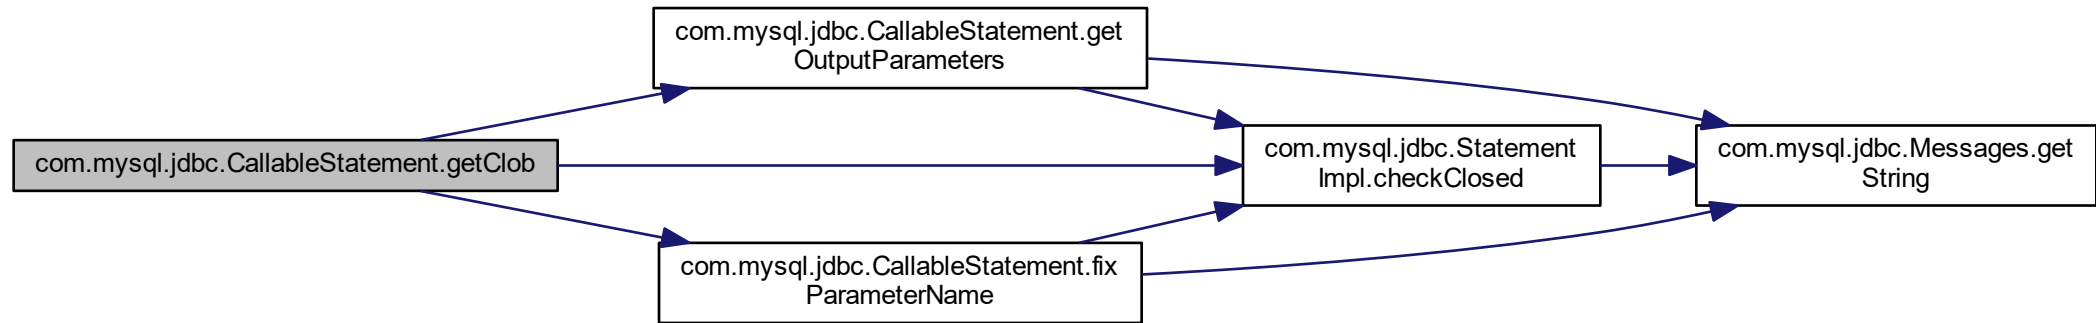 com.mysql.jdbc.CallableStatement.getClob
com.mysql.jdbc.CallableStatement.get
OutputParameters
com.mysql.jdbc.CallableStatement.fix
ParameterName
com.mysql.jdbc.Statement
Impl.checkClosed
com.mysql.jdbc.Messages.get
String